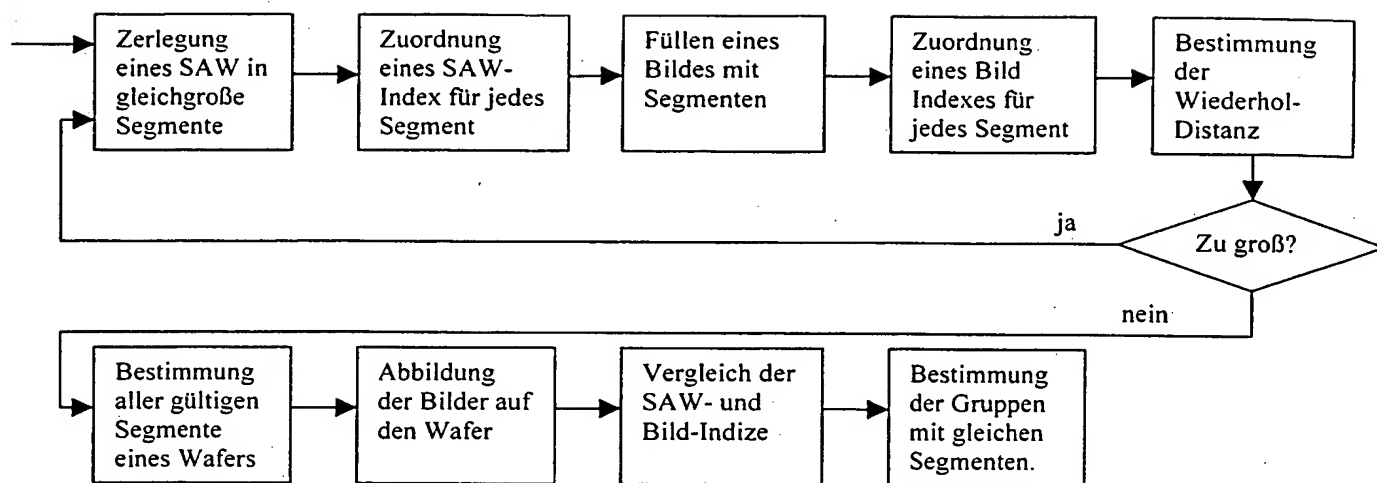 Zerlegung
eines SAW in
gleichgroße
Segmente
Zuordnung
eines SAW-
Index für jedes
Segment
Füllen eines
Bildes mit
Segmenten
Zuordnung
eines Bild
Indexes für
jedes Segment
Bestimmung
der
Wiederhol-
Distanz
ja
Zu groß?
nein
Bestimmung
aller gültigen
Segmente
eines Wafers
Abbildung
der Bilder auf
den Wafer
Vergleich der
SAW- und
Bild-Indize
Bestimmung
der Gruppen
mit gleichen
Segmenten.